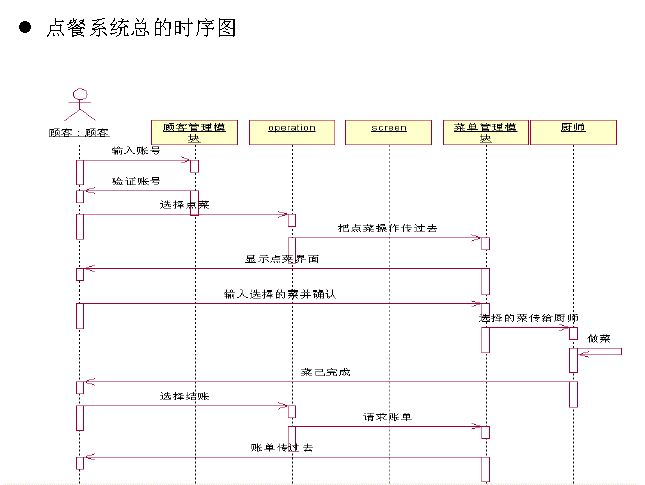 ● 点餐系统总的时序图
顾客：顾客
顾客管理模
块
operation
screen
菜单管理模
块
厨师
输入账号
验证账号
选择点菜
把点菜操作传过去
显示点菜界面
输入选择的菜并确认
选择的菜传给厨师
做菜
菜已完成
选择结账
请求账单
账单传过去